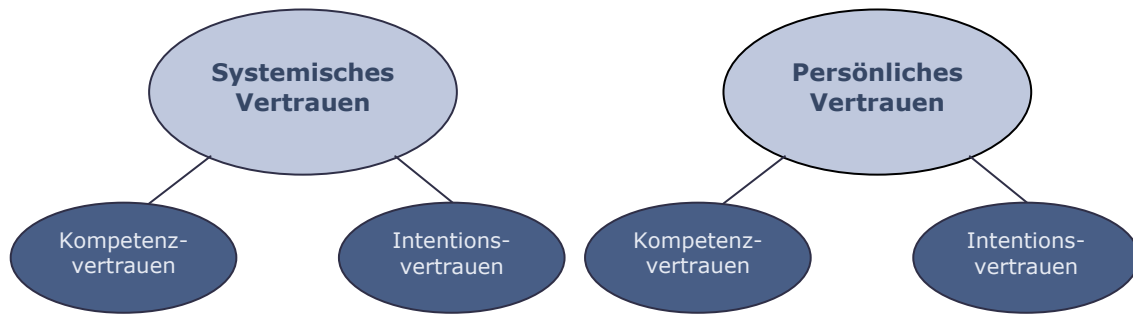 Systemisches
Vertrauen
Persönliches
Vertrauen
Kompetenz-
vertrauen
Intentions-
vertrauen
Kompetenz-
vertrauen
Intentions-
vertrauen